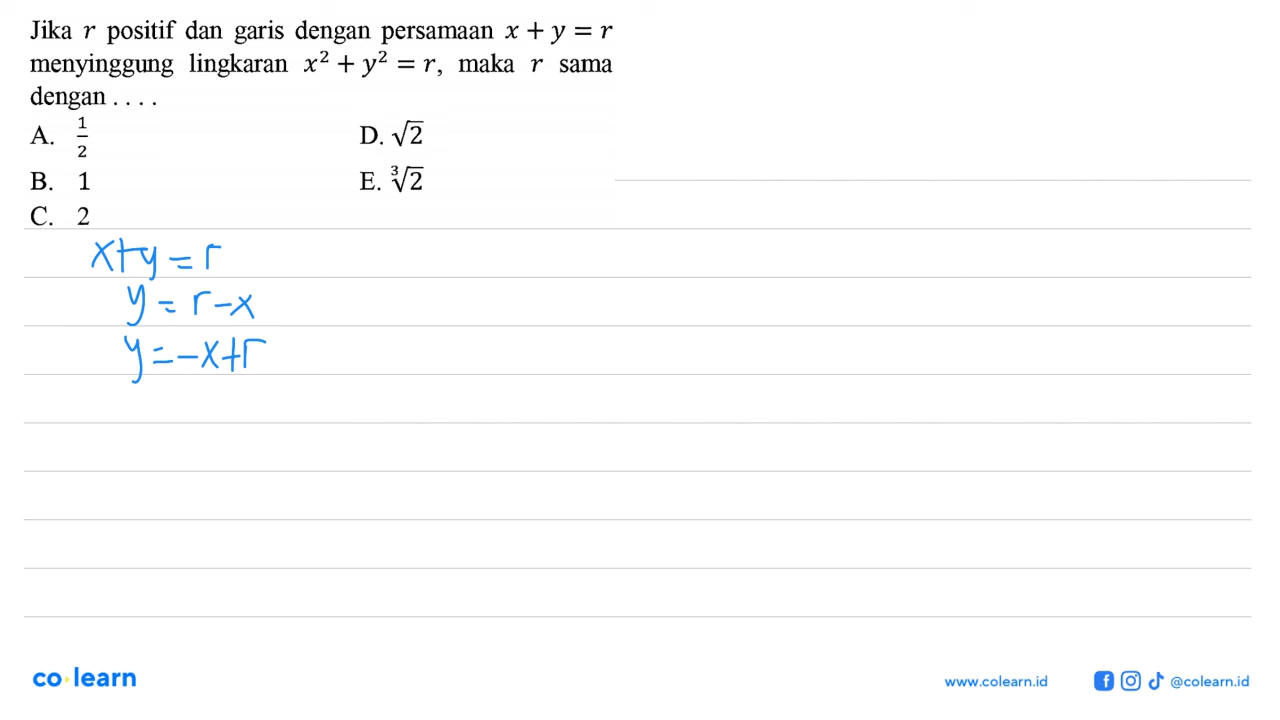 Jika r positif dan garis dengan persamaan x + y = r
menyinggung lingkaran x² + y² = r, maka r sama
dengan . . . .
A. 1/2 D. √2
B. 1 E. ∛2
C. 2
x+y = r
y = r-x
y = -x+r
co learn www.colearn.id @colearn.id